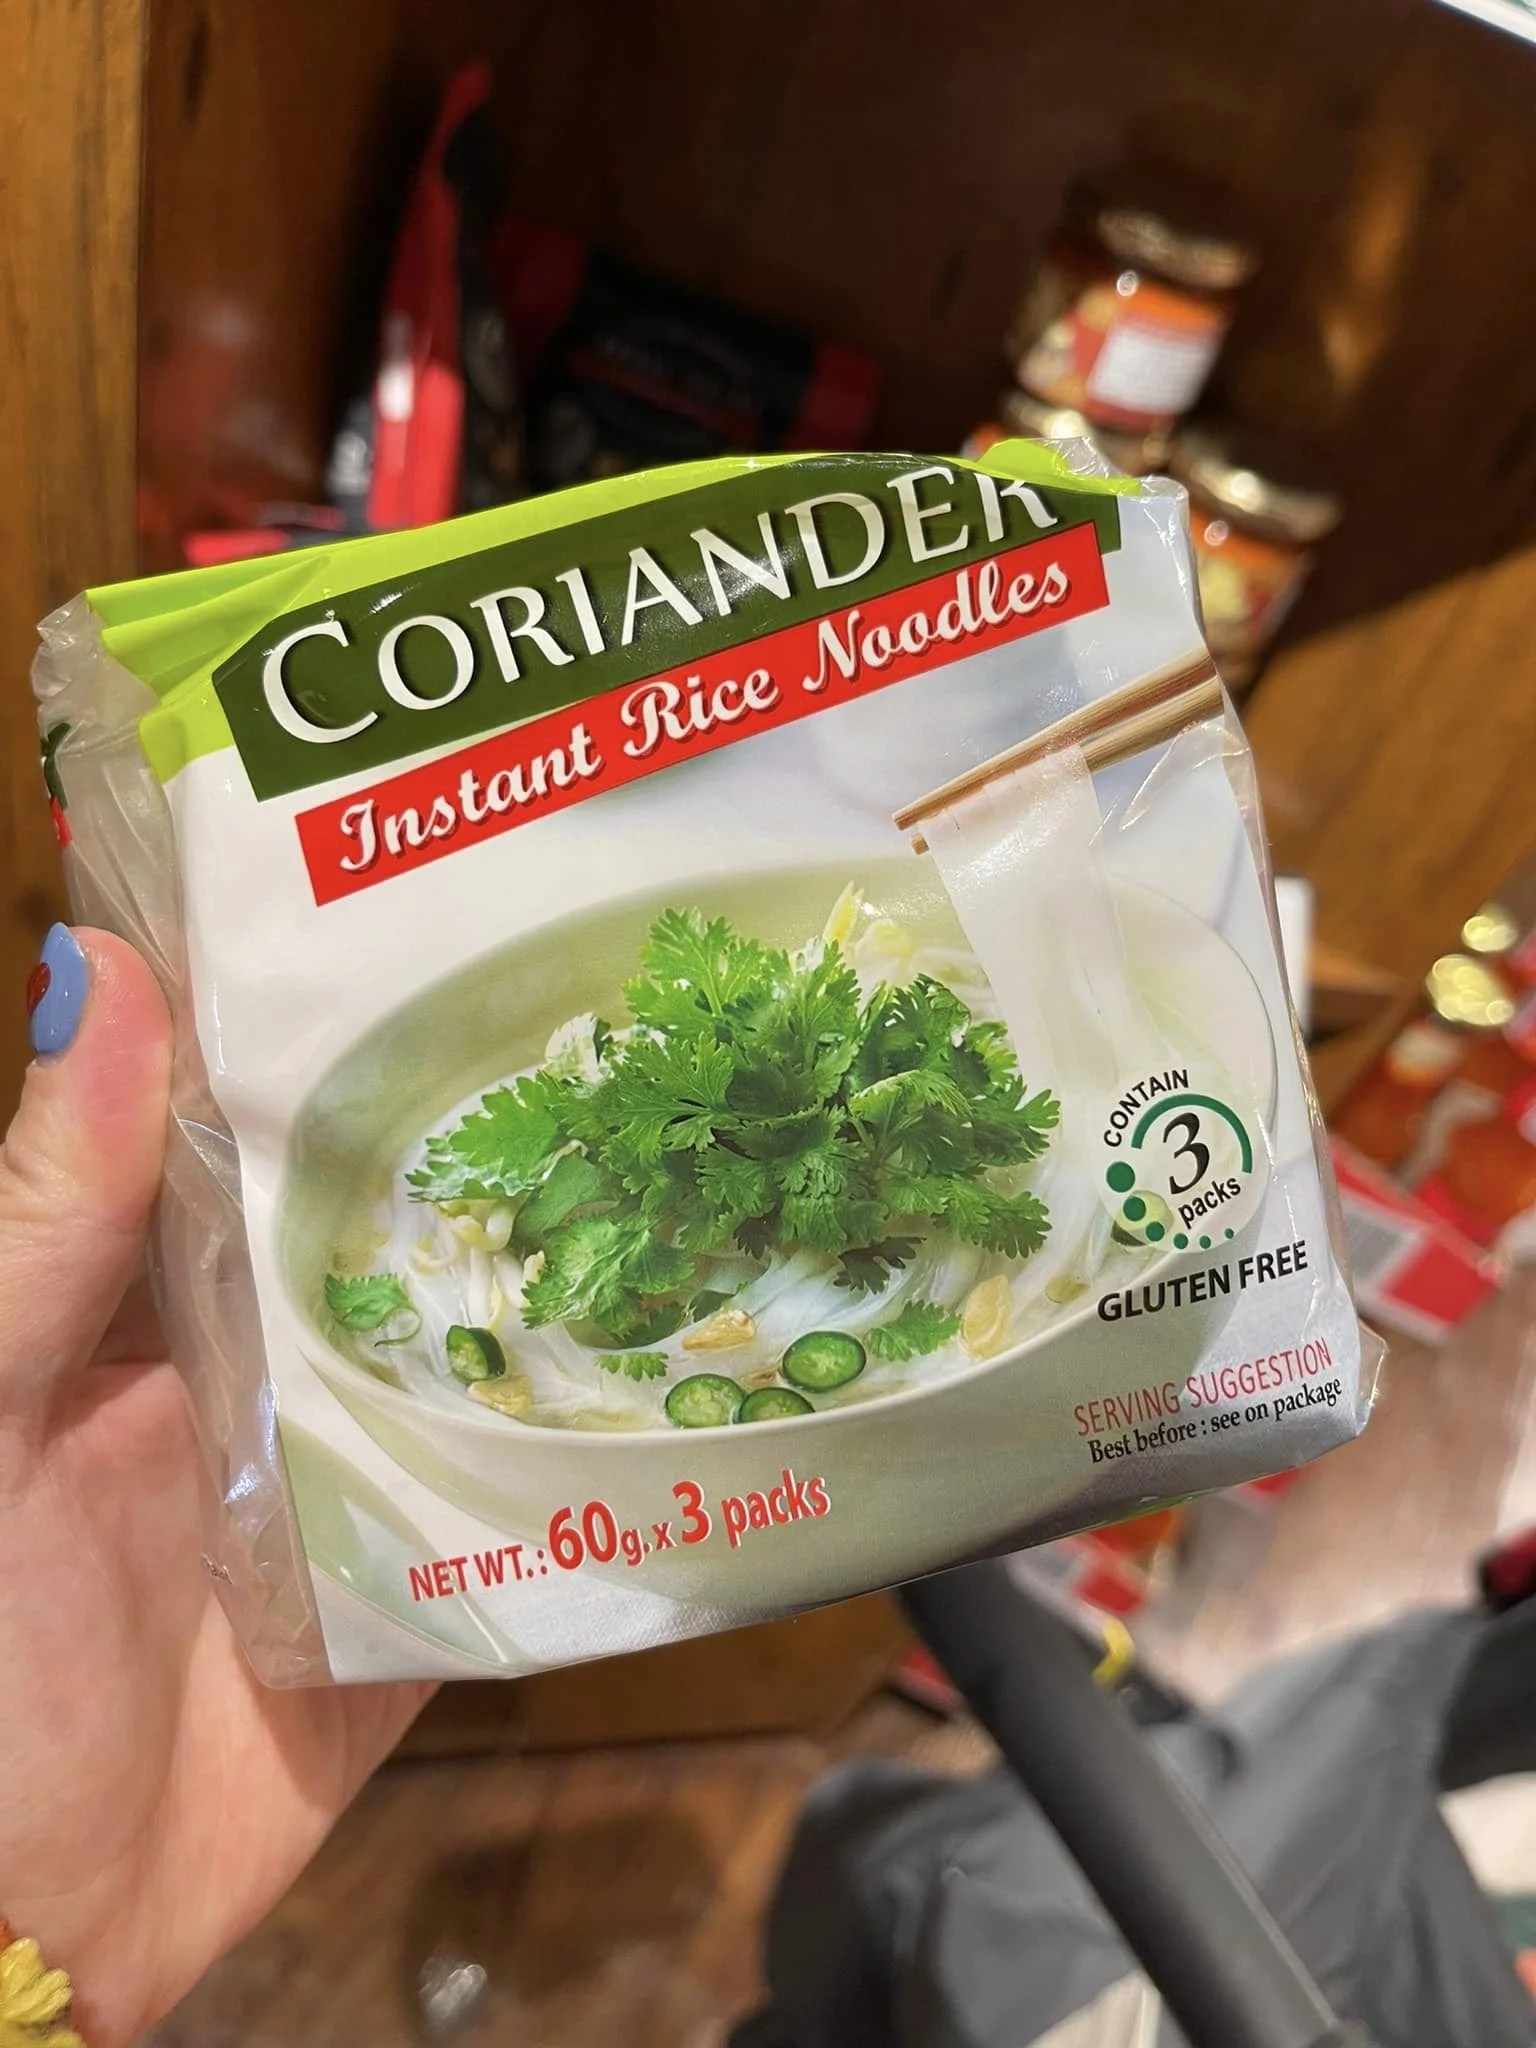 CORIANDER
Instant Rice Noodles
CONTAIN
3
packs
GLUTEN FREE
SERVING SUGGESTION
Best before : see on package
NET WT.: 60g. x 3 packs